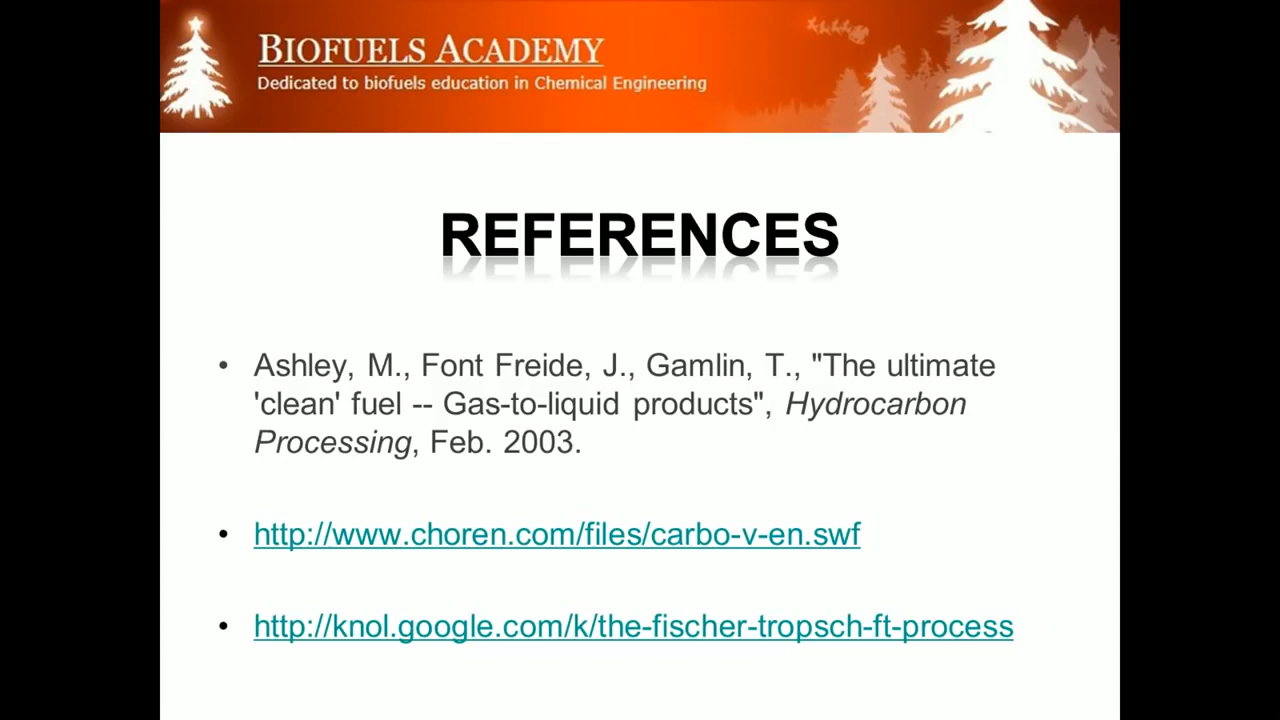 BIOFUELS ACADEMY
Dedicated to biofuels education in Chemical Engineering
REFERENCES
• Ashley, M., Font Freide, J., Gamlin, T., "The ultimate
'clean' fuel -- Gas-to-liquid products", Hydrocarbon
Processing, Feb. 2003.
• http://www.choren.com/files/carbo-v-en.swf
• http://knol.google.com/k/the-fischer-tropsch-ft-process